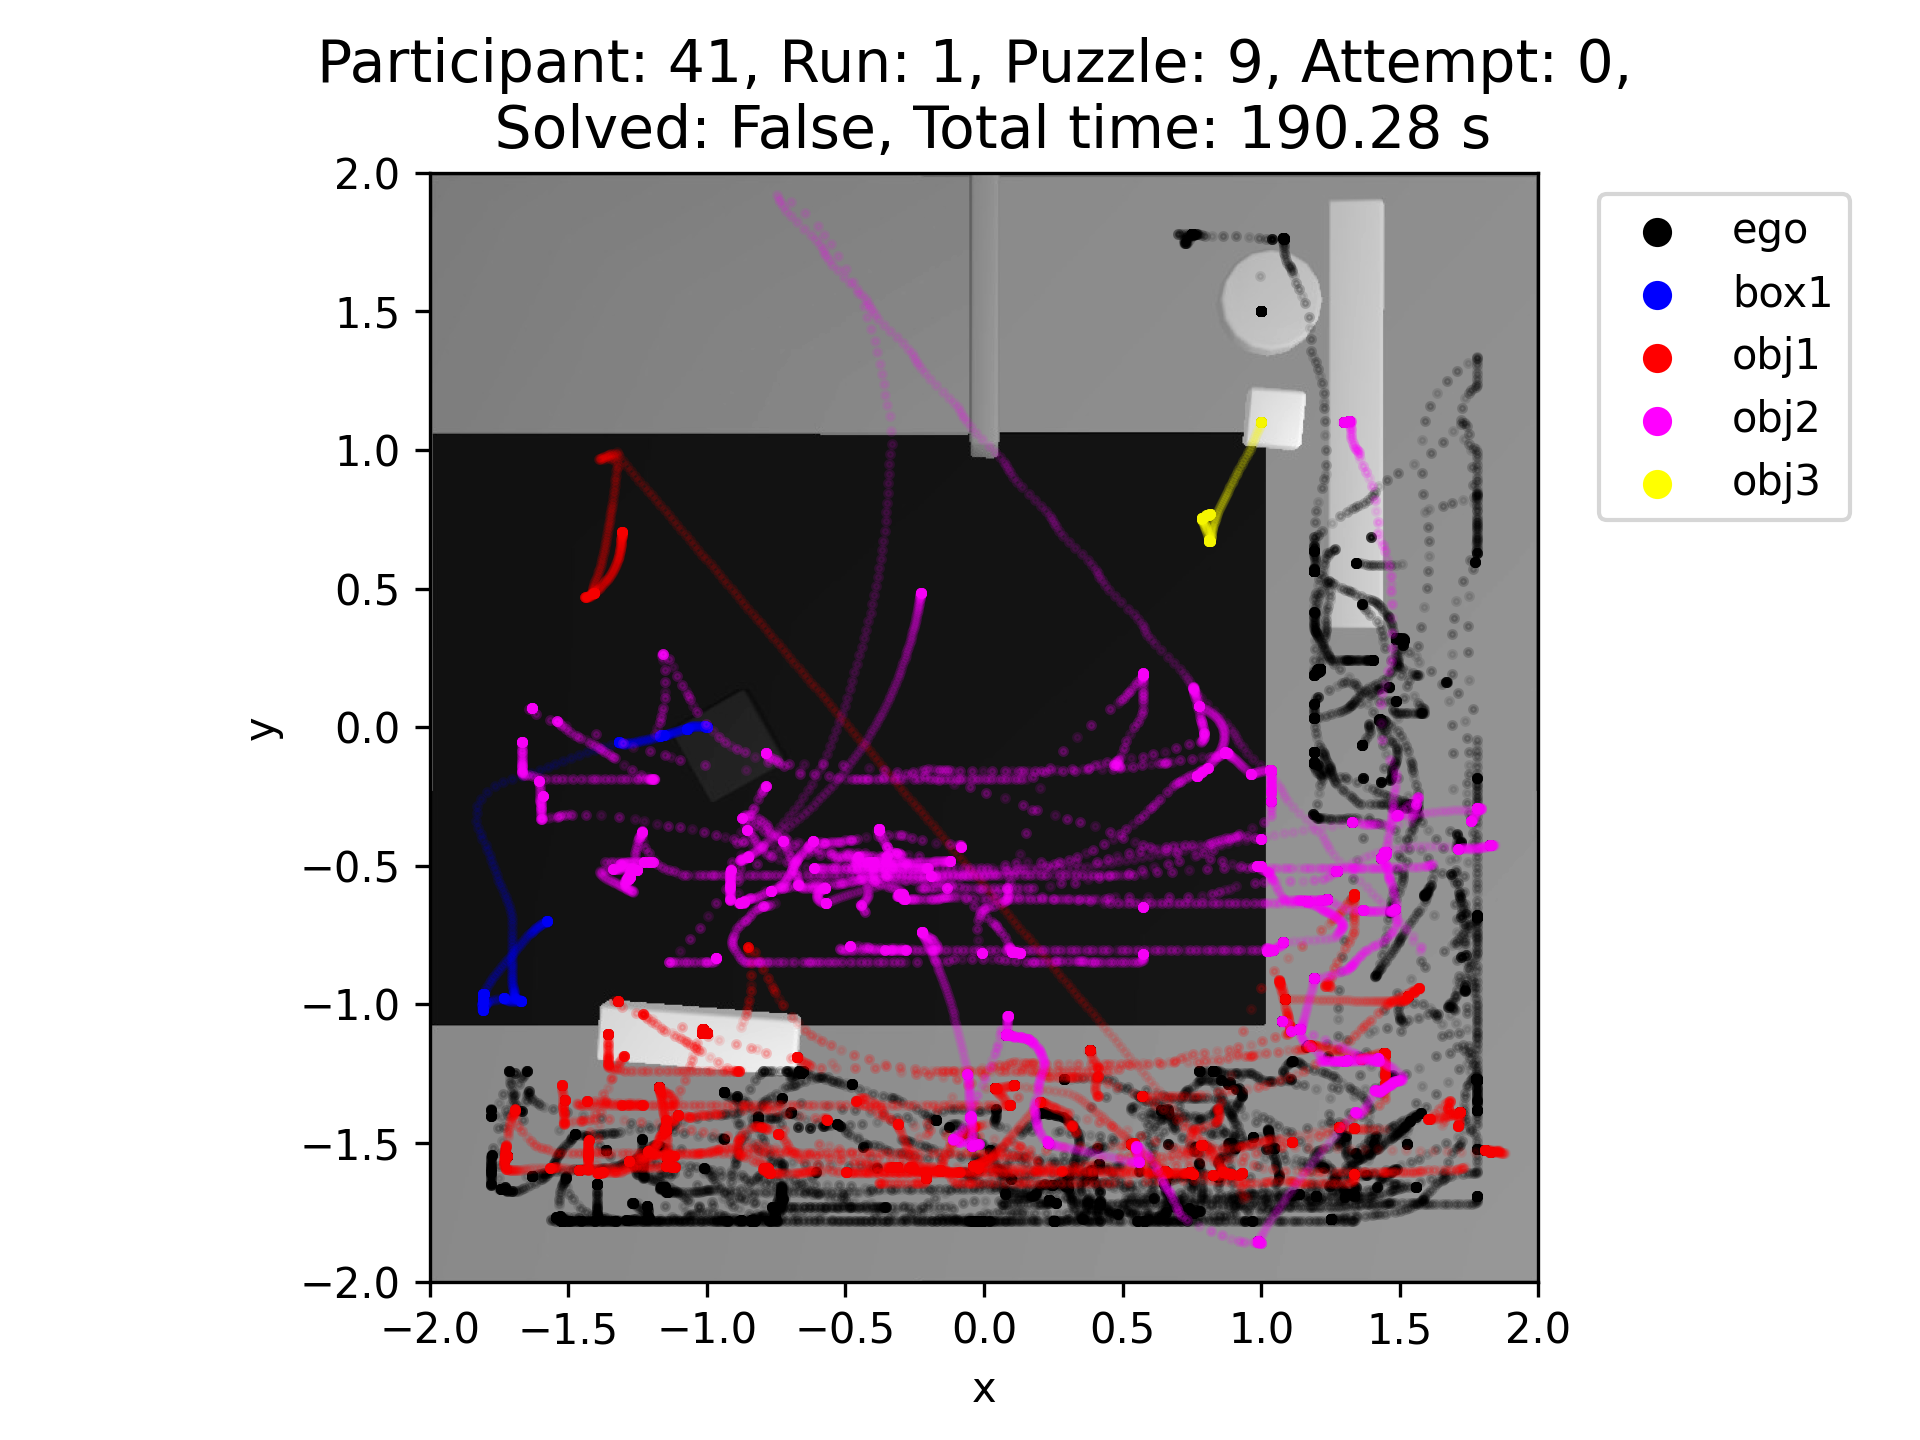 Participant: 41, Run: 1, Puzzle: 9, Attempt: 0,
Solved: False, Total time: 190.28 s
2.0
1.5
1.0
0.5
0.0
−0.5
−1.0
−1.5
−2.0
y
−2.0 −1.5 −1.0 −0.5 0.0 0.5 1.0 1.5 2.0
x
ego
box1
obj1
obj2
obj3